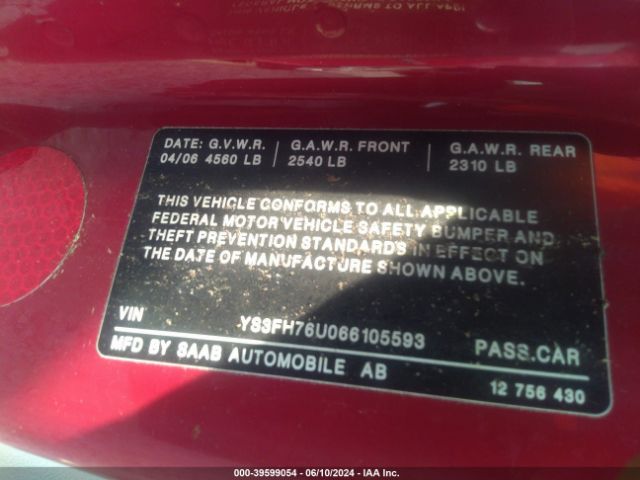 DATE: G.V.W.R. G.A.W.R. FRONT G.A.W.R. REAR
04/06 4560 LB 2540 LB 2310 LB
THIS VEHICLE CONFORMS TO ALL APPLICABLE
FEDERAL MOTOR VEHICLE SAFETY BUMPER AND
THEFT PREVENTION STANDARDS IN EFFECT ON
THE DATE OF MANUFACTURE SHOWN ABOVE.
VIN YS3FH76U066105593 PASS.CAR
MFD BY SAAB AUTOMOBILE AB 12 756 430
000-39599054 - 06/10/2024 - IAA Inc.